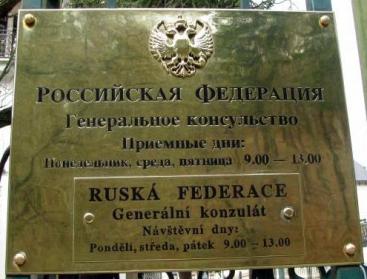 РОССИЙСКАЯ ФЕДЕРАЦИЯ
Генеральное консульство
Приемные дни:
Понедельник, среда, пятница 9.00 — 13.00
RUSKÁ FEDERACE
Generální konzulát
Návštěvní dny:
Pondělí, středa, pátek 9.00 – 13.00